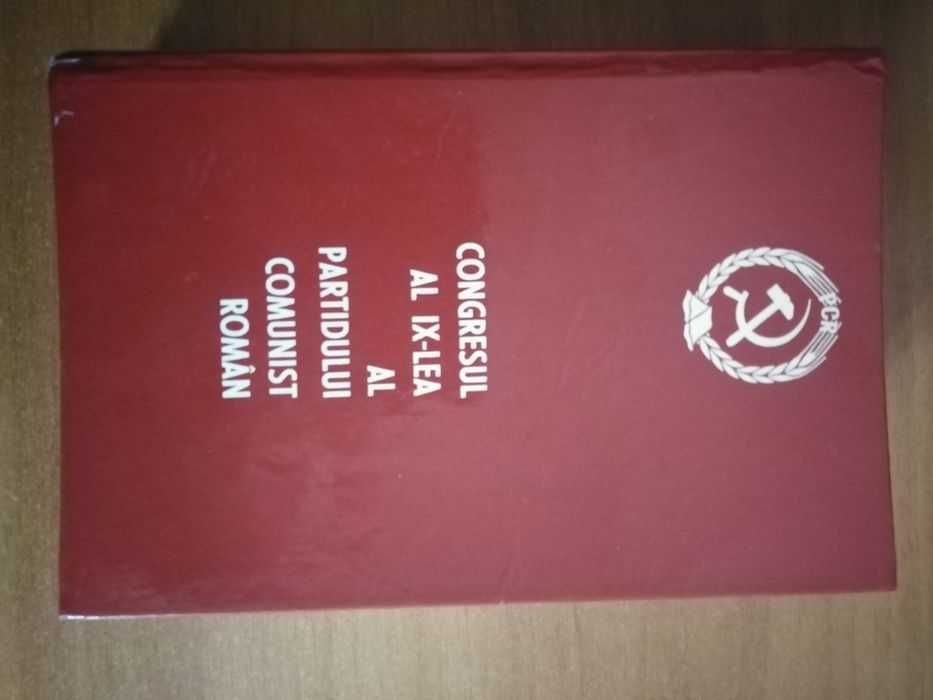 PCR
CONGRESUL
AL IX-LEA
AL
PARTIDULUI
COMUNIST
ROMÂN